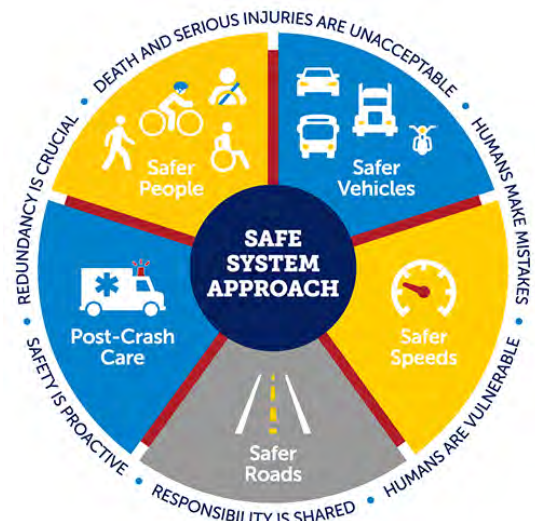 DEATH AND SERIOUS INJURIES ARE UNACCEPTABLE
HUMANS MAKE MISTAKES
HUMANS ARE VULNERABLE
RESPONSIBILITY IS SHARED
SAFETY IS PROACTIVE
REDUNDANCY IS CRUCIAL
Safer
People
Safer
Vehicles
SAFE
SYSTEM
APPROACH
Post-Crash
Care
Safer
Speeds
Safer
Roads